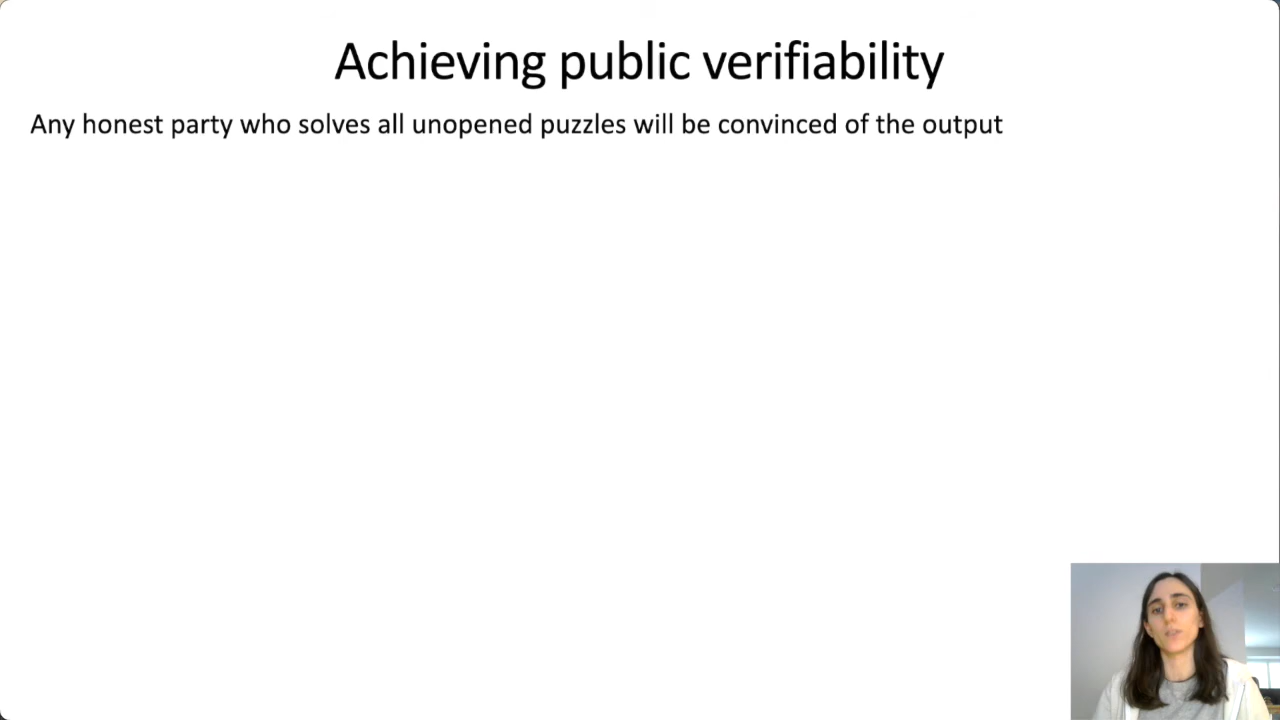 Achieving public verifiability
Any honest party who solves all unopened puzzles will be convinced of the output